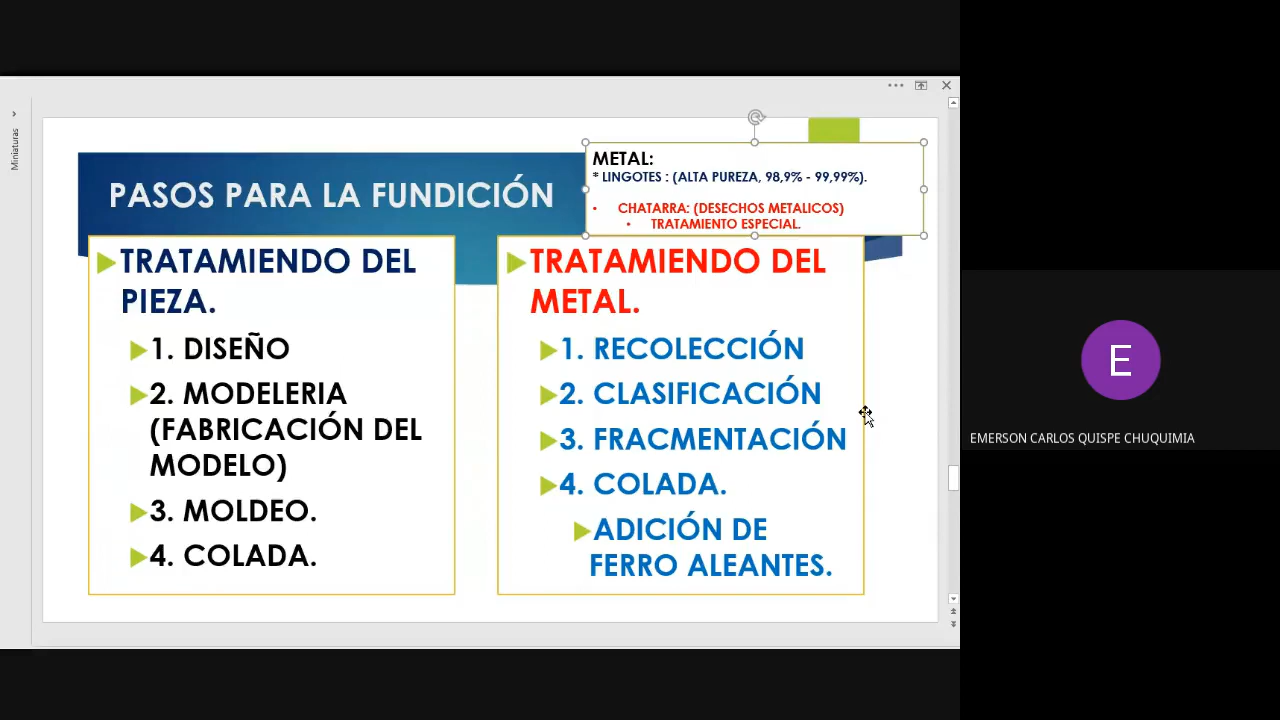 Miniaturas
PASOS PARA LA FUNDICIÓN
METAL:
* LINGOTES : (ALTA PUREZA, 98,9% - 99,99%).
• CHATARRA: (DESECHOS METALICOS)
• TRATAMIENTO ESPECIAL.
TRATAMIENDO DEL
PIEZA.
1. DISEÑO
2. MODELERIA
(FABRICACIÓN DEL
MODELO)
3. MOLDEO.
4. COLADA.
TRATAMIENDO DEL
METAL.
1. RECOLECCIÓN
2. CLASIFICACIÓN
3. FRACMENTACIÓN
4. COLADA.
ADICIÓN DE
FERRO ALEANTES.
E
EMERSON CARLOS QUISPE CHUQUIMIA